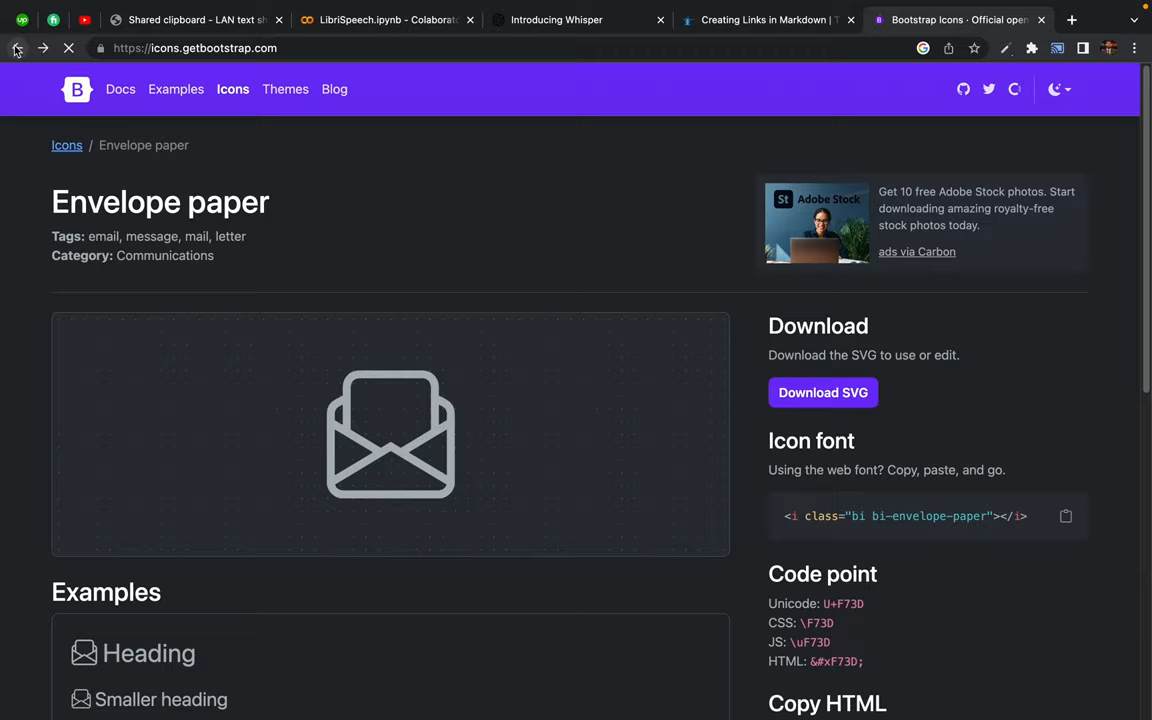 Shared clipboard - LAN text sh
LibriSpeech.ipynb - Colaborato
Introducing Whisper
Creating Links in Markdown | T
Bootstrap Icons · Official open
https://icons.getbootstrap.com
B
Docs
Examples
Icons
Themes
Blog
Icons / Envelope paper
Envelope paper
Tags: email, message, mail, letter
Category: Communications
St Adobe Stock
Get 10 free Adobe Stock photos. Start
downloading amazing royalty-free
stock photos today.
ads via Carbon
Download
Download the SVG to use or edit.
Download SVG
Icon font
Using the web font? Copy, paste, and go.
<i class="bi bi-envelope-paper"></i>
Examples
Heading
Smaller heading
Code point
Unicode: U+F73D
CSS: \F73D
JS: \uF73D
HTML: &#xF73D;
Copy HTML